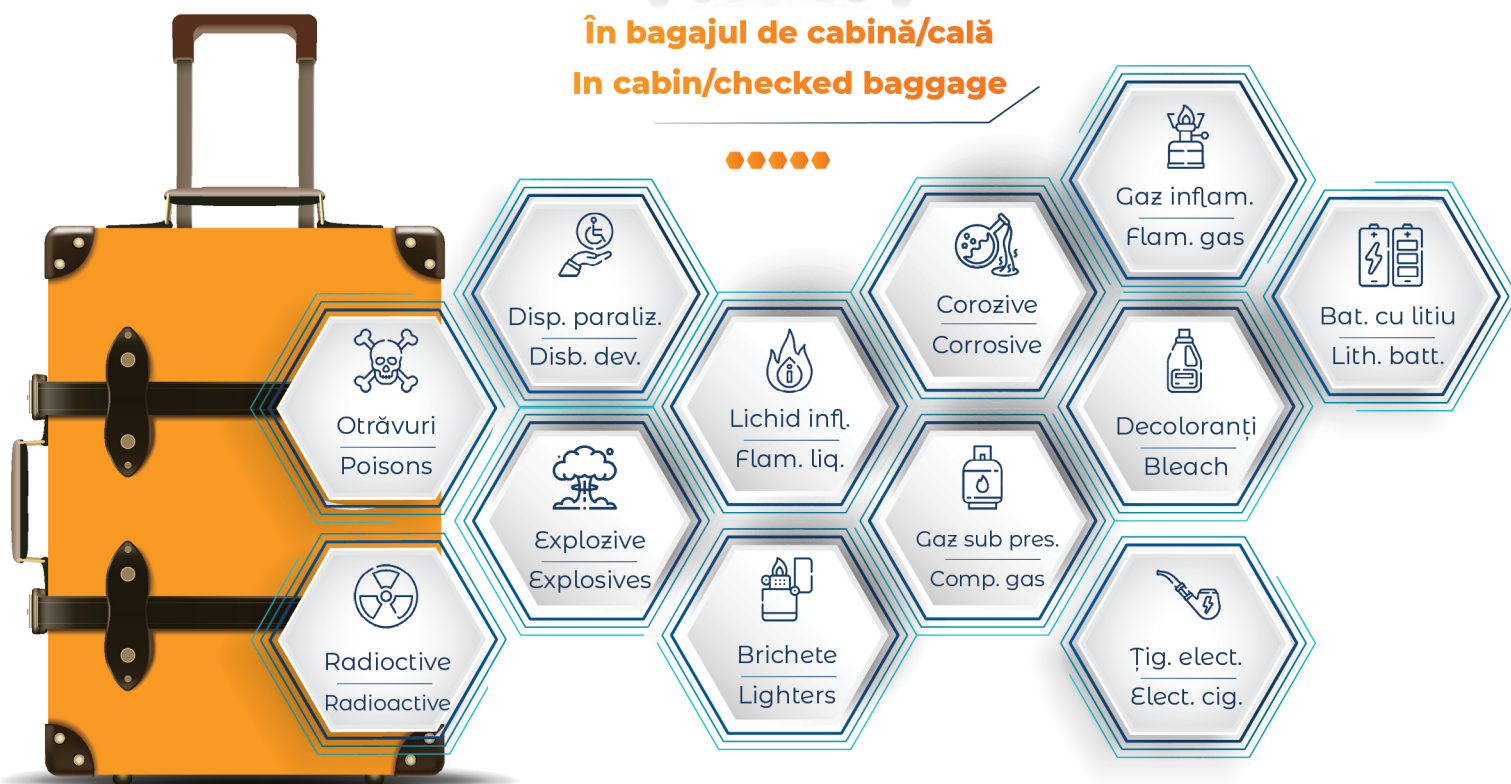 În bagajul de cabină/cală
In cabin/checked baggage
Gaz inflam.
Flam. gas
Disp. paraliz.
Disb. dev.
Corozive
Corrosive
Bat. cu litiu
Lith. batt.
Otrăvuri
Poisons
Lichid infl.
Flam. liq.
Decoloranți
Bleach
Explozive
Explosives
Gaz sub pres.
Comp. gas
Radioctive
Radioactive
Brichete
Lighters
Țig. elect.
Elect. cig.